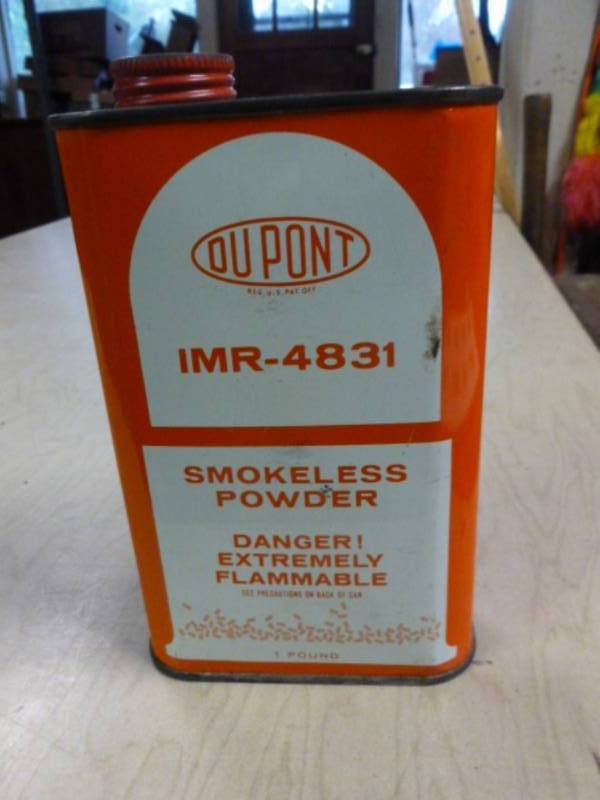 DU PONT
REG. U.S. PAT. OFF
IMR-4831
SMOKELESS
POWDER
DANGER!
EXTREMELY
FLAMMABLE
SEE PRECAUTIONS ON BACK OF CAN
1 POUND